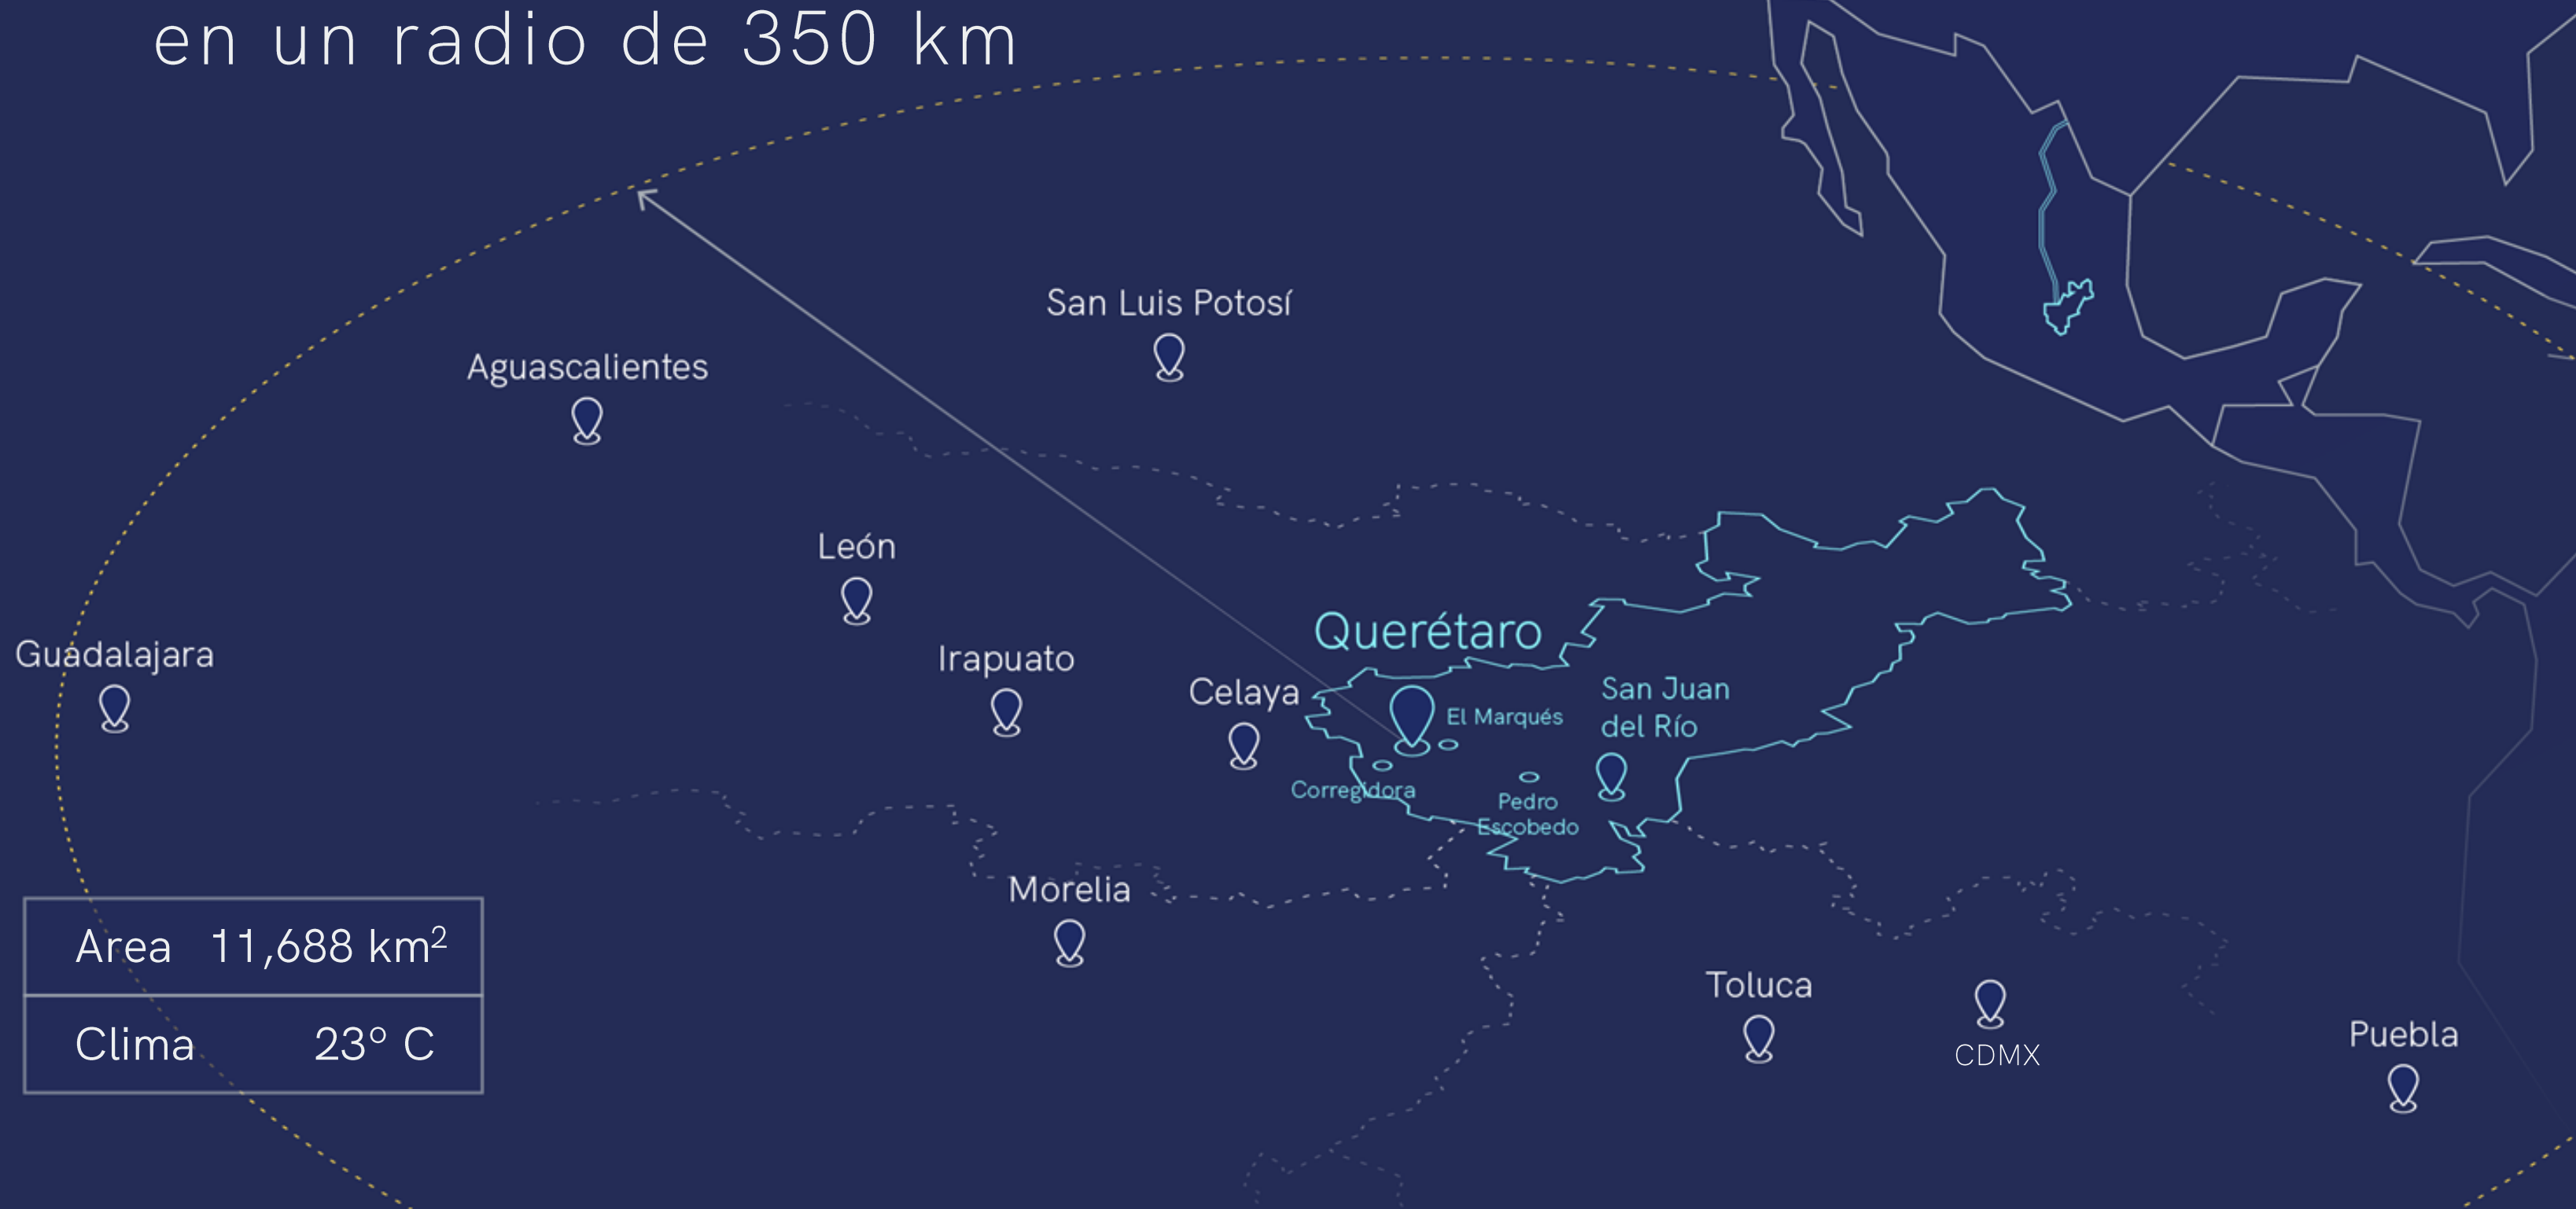 en un radio de 350 km
San Luis Potosí
Aguascalientes
León
Querétaro
Guadalajara
Irapuato
Celaya
San Juan
del Río
El Marqués
Corregidora
Pedro
Escobedo
Morelia
Area 11,688 km²
Clima 23º C
Toluca
CDMX
Puebla